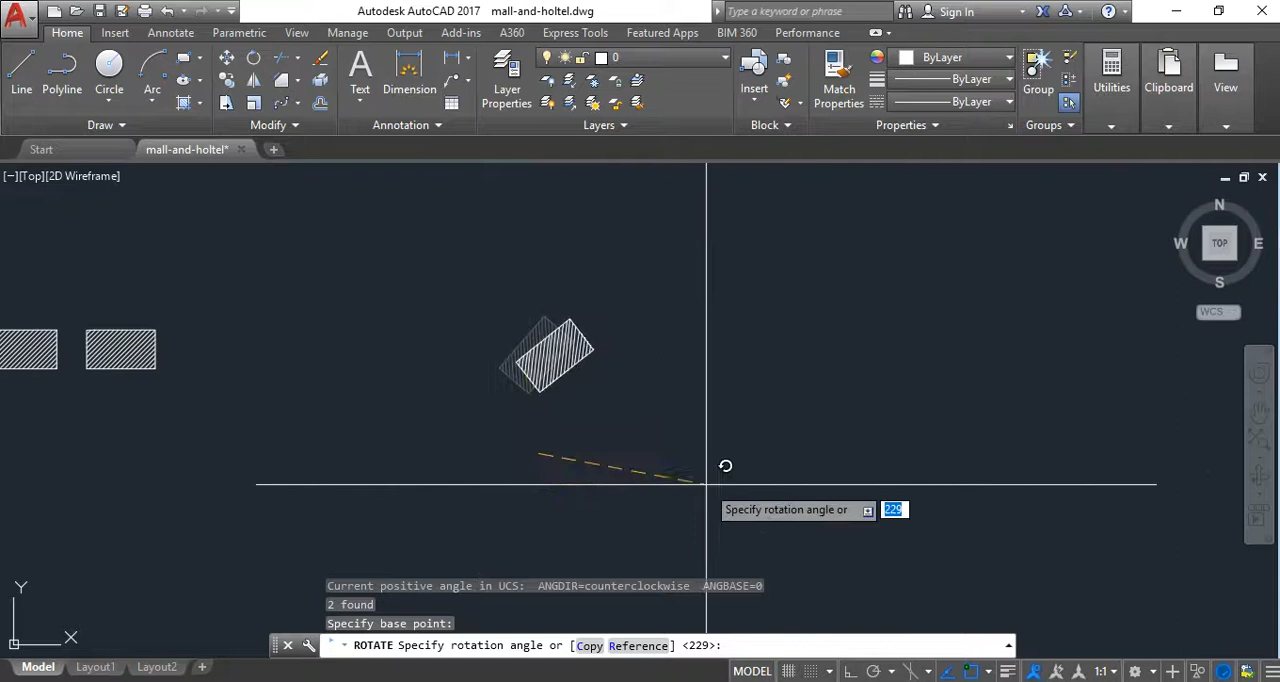 Autodesk AutoCAD 2017 mall-and-holtel.dwg
Type a keyword or phrase
Sign In
Home Insert Annotate Parametric View Manage Output Add-ins A360 Express Tools Featured Apps BIM 360 Performance
Line Polyline Circle Arc
Text Dimension
Layer Properties
0
Insert
Match Properties
ByLayer
ByLayer
ByLayer
Group
Utilities
Clipboard
View
Draw Modify Annotation Layers Block Properties Groups
Start mall-and-holtel*
[−][Top][2D Wireframe]
N
W TOP E
S
WCS
Specify rotation angle or 229
Current positive angle in UCS: ANGDIR=counterclockwise ANGBASE=0
2 found
Specify base point:
Y
X
ROTATE Specify rotation angle or [Copy Reference] <229>:
Model Layout1 Layout2 +
MODEL 1:1